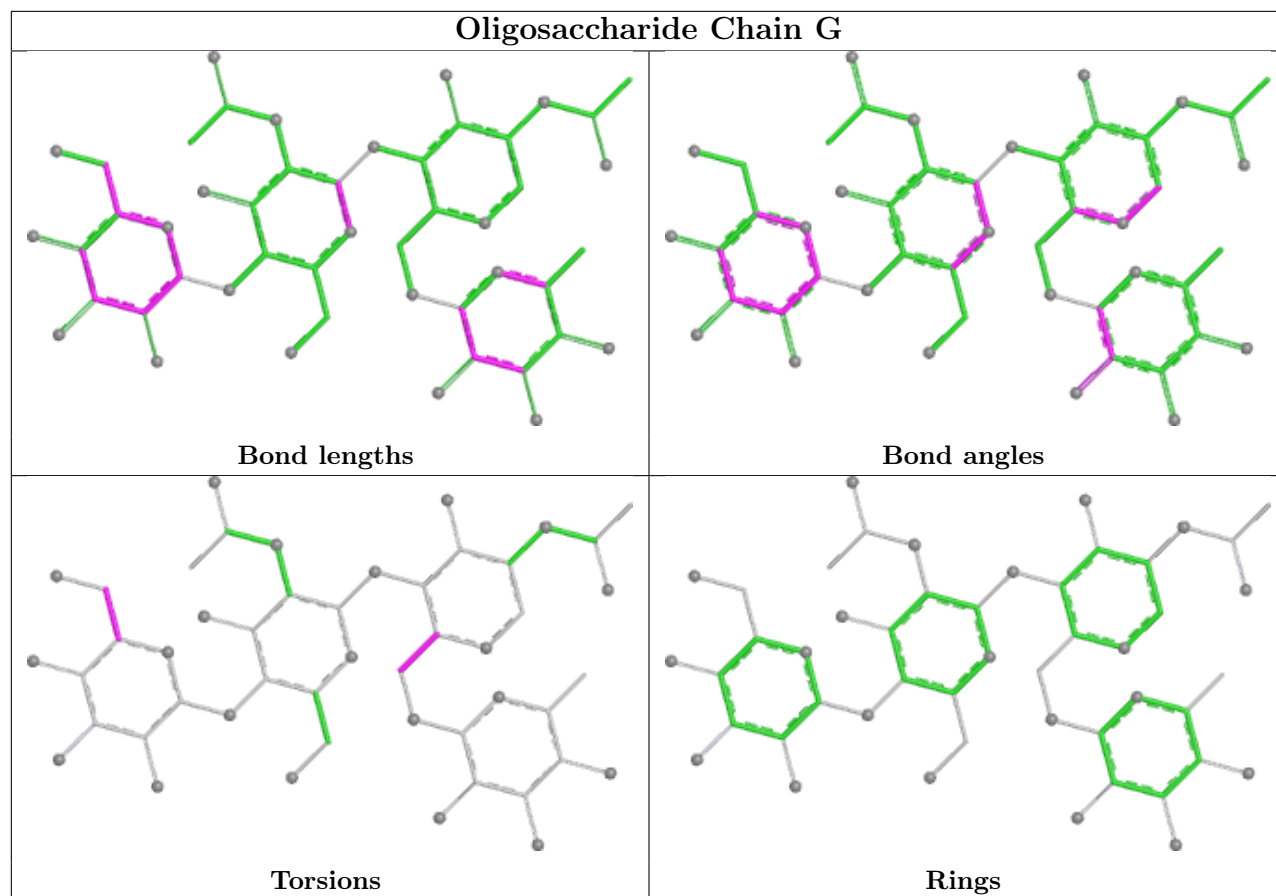 Oligosaccharide Chain G
Bond lengths
Bond angles
Torsions
Rings